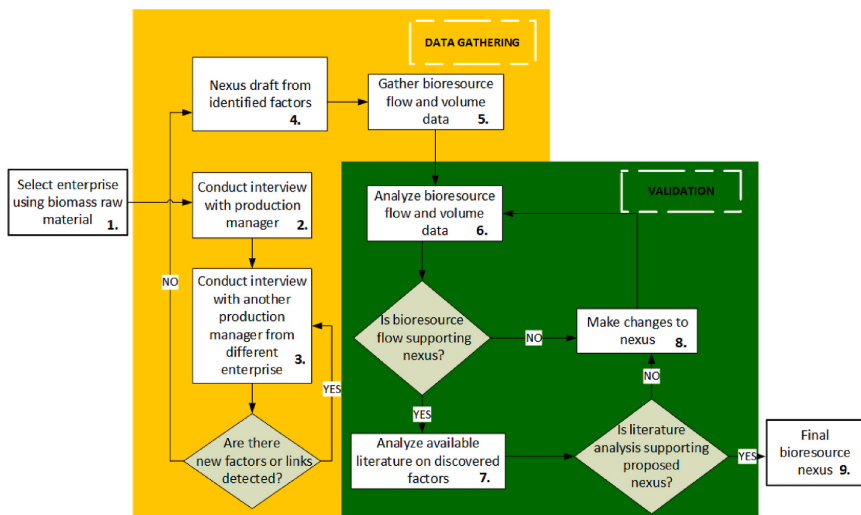 DATA GATHERING
Nexus draft from
identified factors
4.
Gather bioresource
flow and volume
data
5.
Select enterprise
using biomass raw
material
1.
Conduct interview
with production
manager
2.
VALIDATION
Analyze bioresource
flow and volume
data
6.
NO
Conduct interview
with another
production
manager from
different
enterprise
3.
YES
Is bioresource
flow supporting
nexus?
NO
Make changes to
nexus
8.
YES
NO
Are there
new factors or links
detected?
Analyze available
literature on discovered
factors
7.
Is literature
analysis supporting
proposed
nexus?
YES
Final
bioresource
nexus 9.